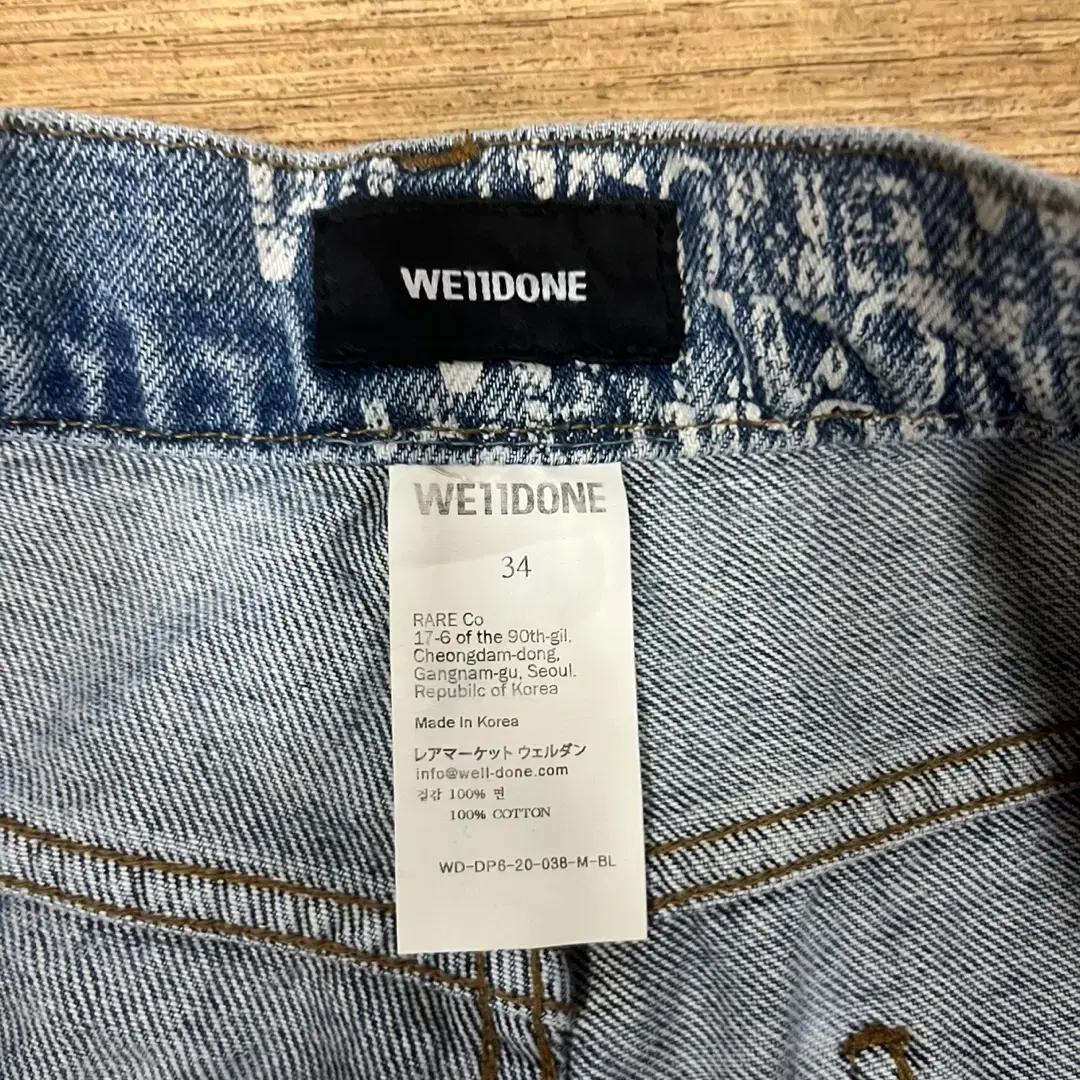 WE11DONE
WE11DONE
34
RARE Co
17-6 of the 90th-gil.
Cheongdam-dong,
Gangnam-gu, Seoul.
Republic of Korea
Made In Korea
レアマーケット ウェルダン
info@well-done.com
겉감 100% 면
100% COTTON
WD-DP6-20-038-M-BL